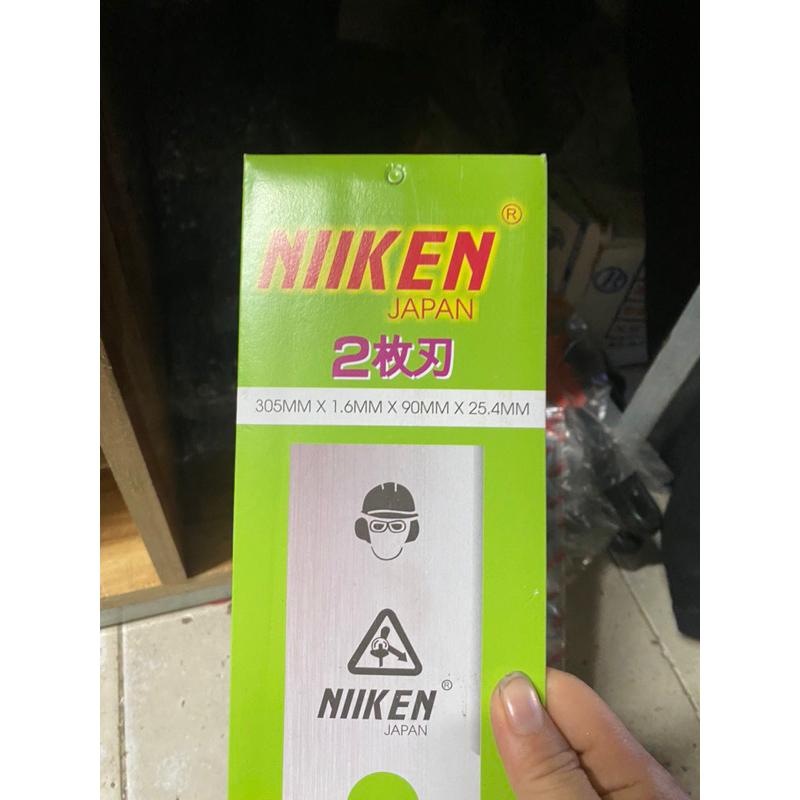 NIIKEN®
JAPAN
2枚刃
305MM X 1.6MM X 90MM X 25.4MM
NIIKEN®
JAPAN